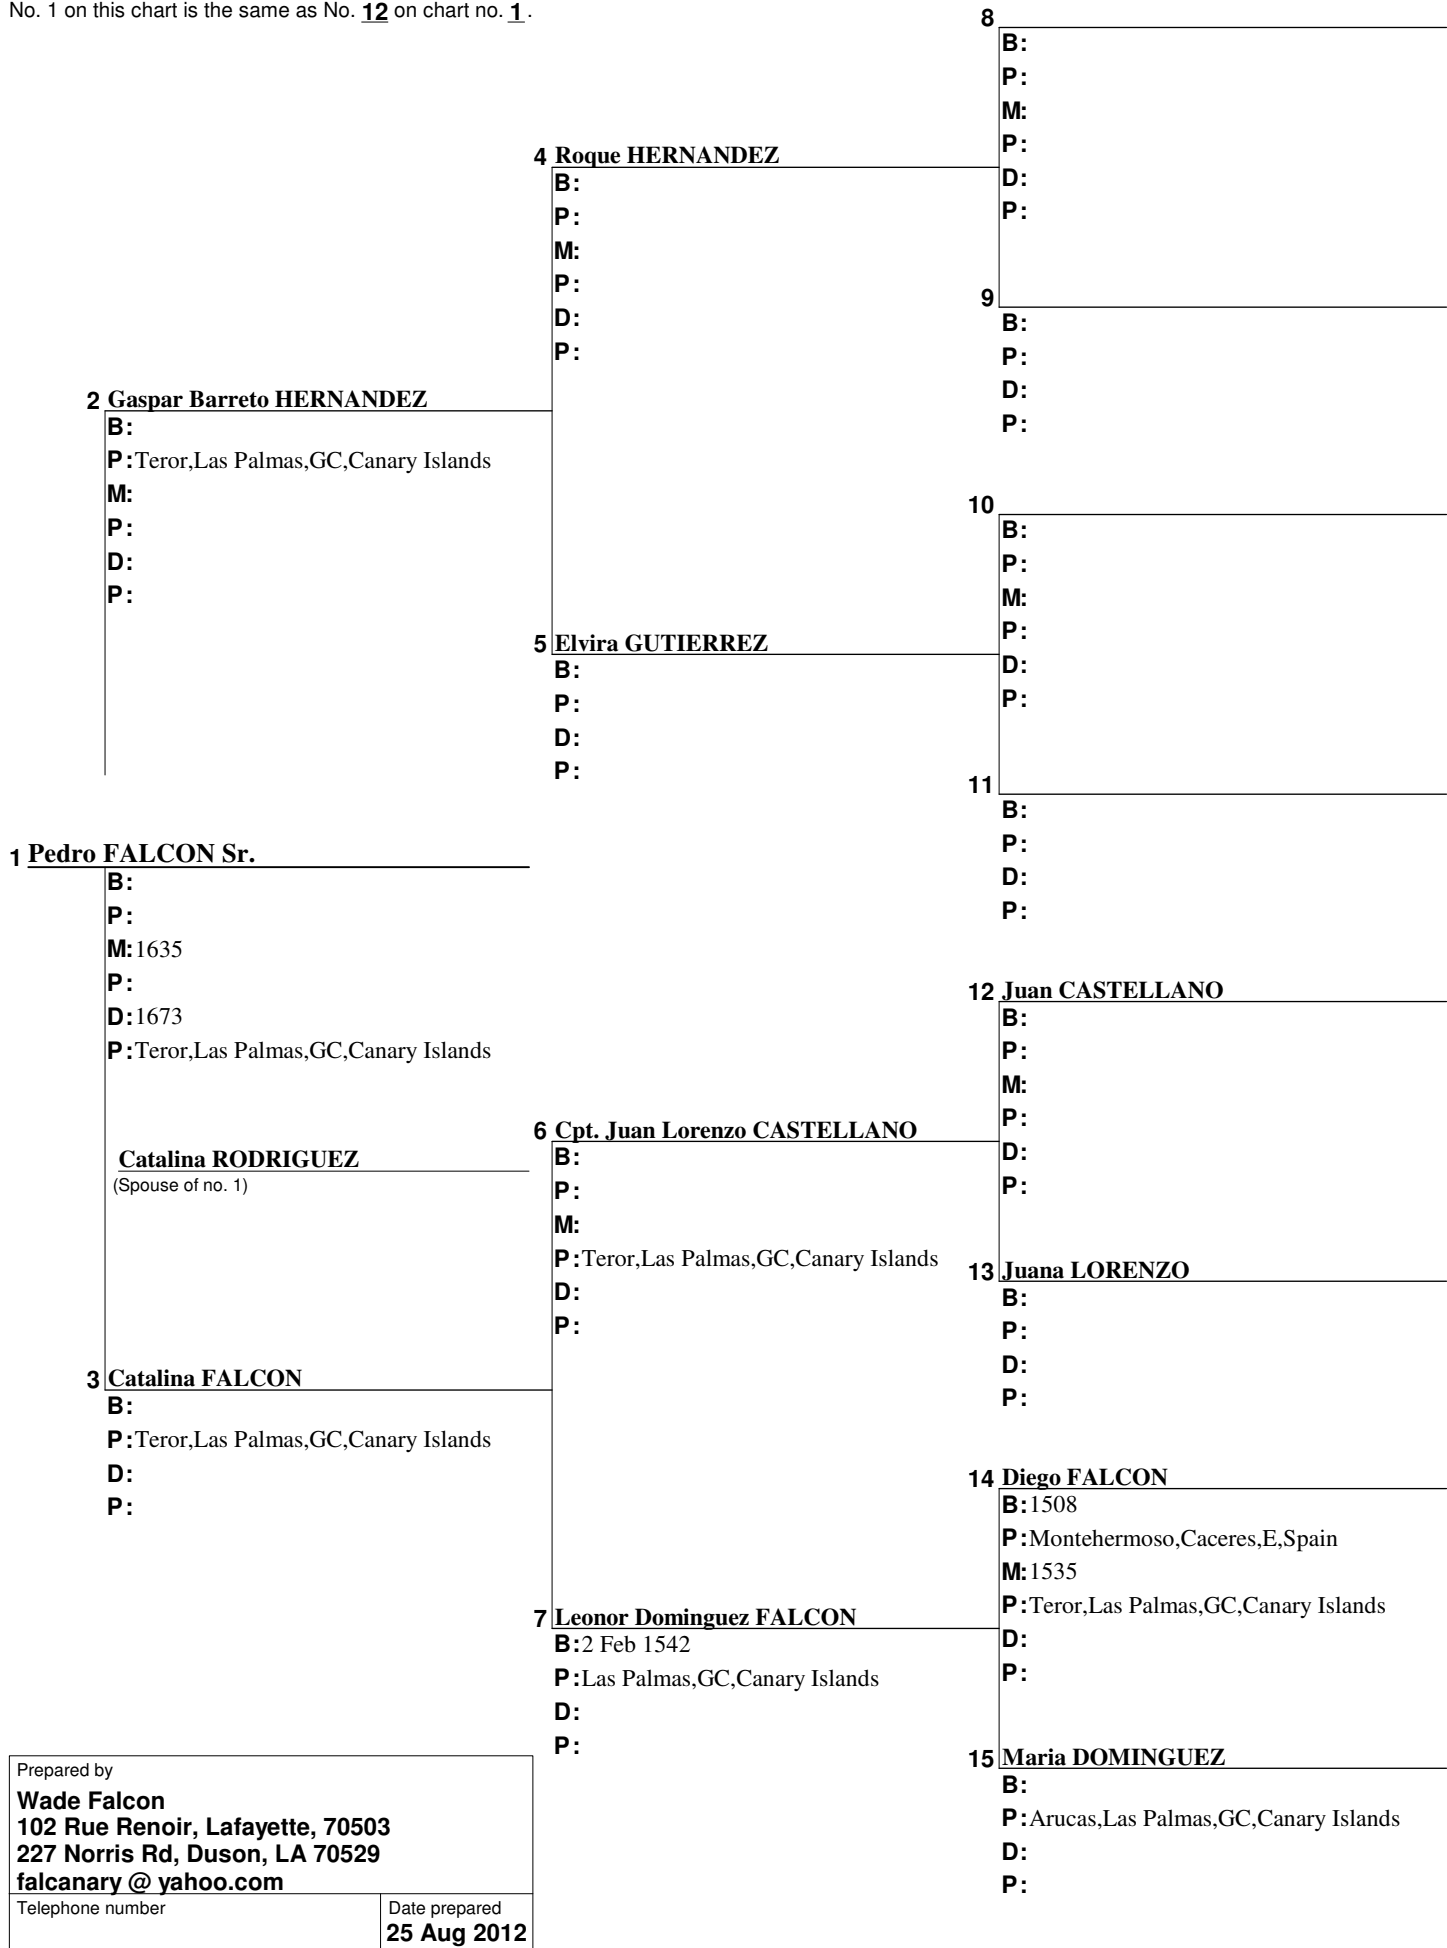 No. 1 on this chart is the same as No. 12 on chart no. 1 .
8
B:
P:
M:
P:
D:
P:
4 Roque HERNANDEZ
B:
P:
M:
P:
D:
P:
9
B:
P:
D:
P:
2 Gaspar Barreto HERNANDEZ
B:
P:Teror,Las Palmas,GC,Canary Islands
M:
P:
D:
P:
10
B:
P:
M:
P:
D:
P:
5 Elvira GUTIERREZ
B:
P:
D:
P:
11
B:
P:
D:
P:
1 Pedro FALCON Sr.
B:
P:
M:1635
P:
D:1673
P:Teror,Las Palmas,GC,Canary Islands
Catalina RODRIGUEZ
(Spouse of no. 1)
12 Juan CASTELLANO
B:
P:
M:
P:
D:
P:
6 Cpt. Juan Lorenzo CASTELLANO
B:
P:
M:
P:Teror,Las Palmas,GC,Canary Islands
D:
P:
13 Juana LORENZO
B:
P:
D:
P:
3 Catalina FALCON
B:
P:Teror,Las Palmas,GC,Canary Islands
D:
P:
14 Diego FALCON
B:1508
P:Montehermoso,Caceres,E,Spain
M:1535
P:Teror,Las Palmas,GC,Canary Islands
D:
P:
7 Leonor Dominguez FALCON
B:2 Feb 1542
P:Las Palmas,GC,Canary Islands
D:
P:
15 Maria DOMINGUEZ
B:
P:Arucas,Las Palmas,GC,Canary Islands
D:
P:
Prepared by
Wade Falcon
102 Rue Renoir, Lafayette, 70503
227 Norris Rd, Duson, LA 70529
falcanary @ yahoo.com
Telephone number
Date prepared
25 Aug 2012